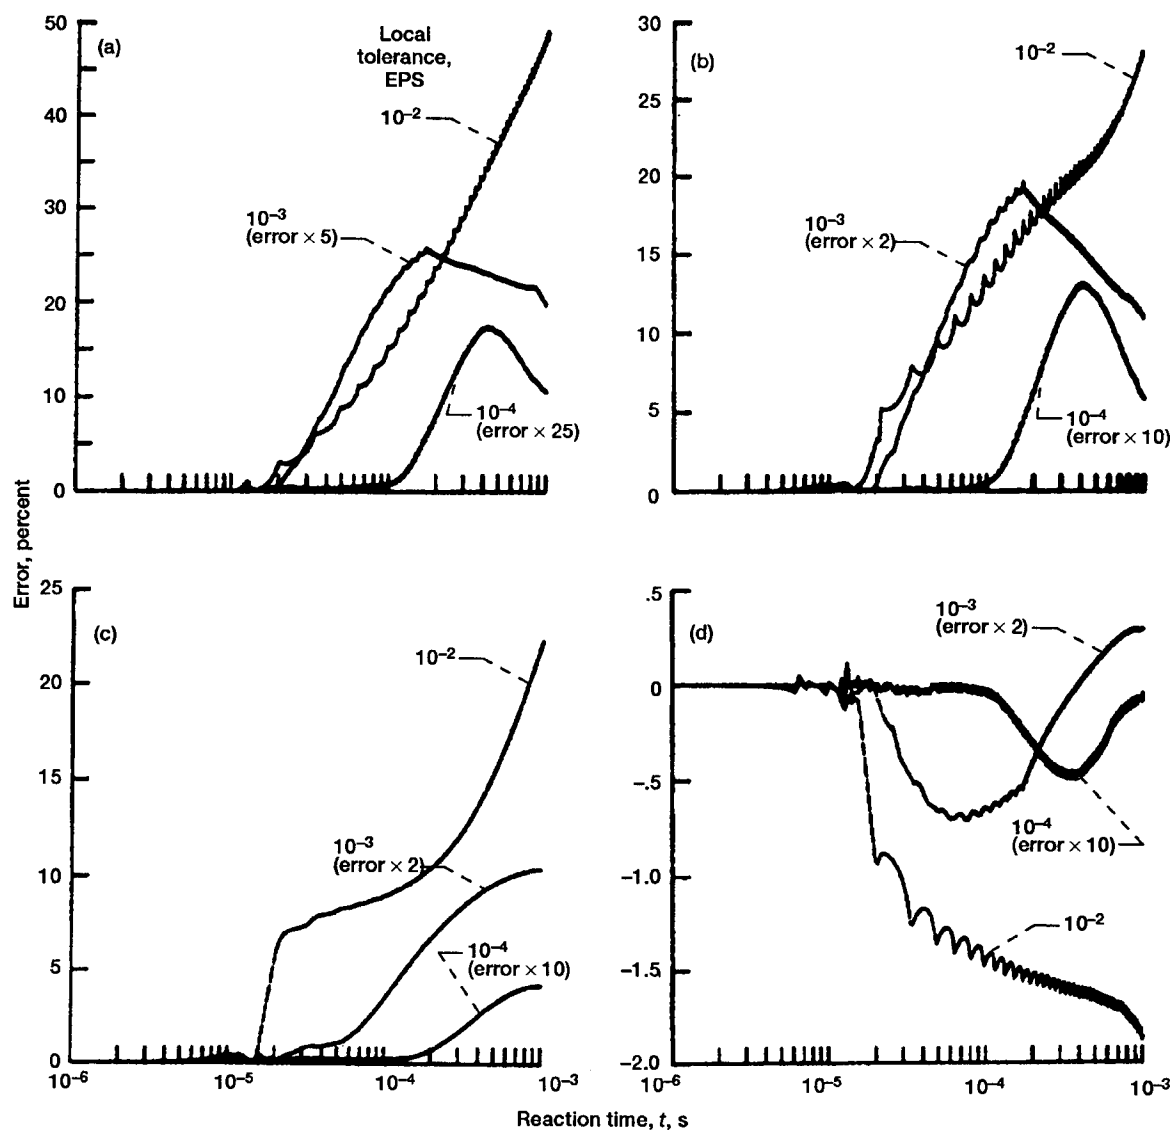 50
40
30
20
10
0
(a)
Local
tolerance,
EPS
10⁻²
10⁻³
(error × 5)
10⁻⁴
(error × 25)
30
25
20
15
10
5
0
(b)
10⁻²
10⁻³
(error × 2)
10⁻⁴
(error × 10)
Error, percent
25
20
15
10
5
0
(c)
10⁻²
10⁻³
(error × 2)
10⁻⁴
(error × 10)
10⁻⁶ 10⁻⁵ 10⁻⁴ 10⁻³
.5
0
–.5
–1.0
–1.5
–2.0
(d)
10⁻³
(error × 2)
10⁻⁴
(error × 10)
10⁻²
10⁻⁶ 10⁻⁵ 10⁻⁴ 10⁻³
Reaction time, t, s